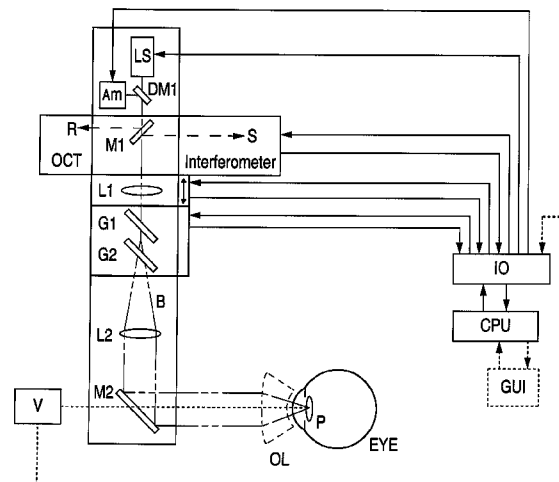 LS
Am
DM1
R
M1
S
OCT
Interferometer
L1
G1
G2
IO
B
CPU
L2
GUI
M2
V
P
EYE
OL